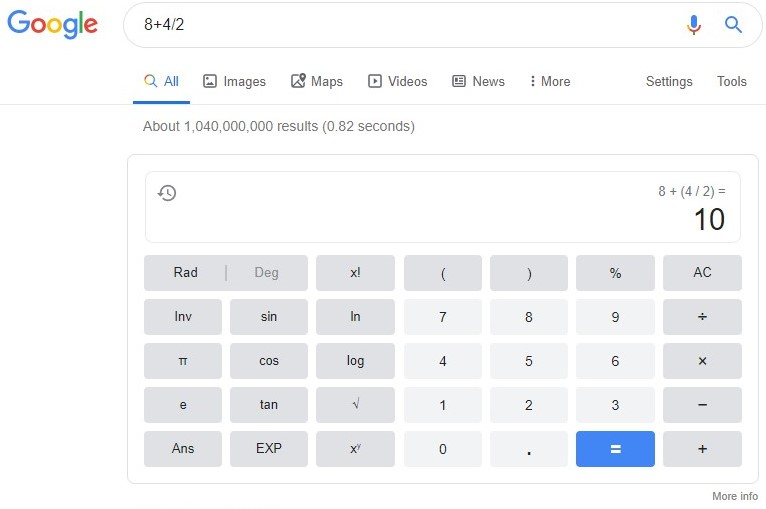 Google
8+4/2
All Images Maps Videos News More Settings Tools
About 1,040,000,000 results (0.82 seconds)
8 + (4 / 2) =
10
Rad | Deg x! ( ) % AC
Inv sin ln 7 8 9 ÷
π cos log 4 5 6 ×
e tan √ 1 2 3 −
Ans EXP xʸ 0 . = +
More info